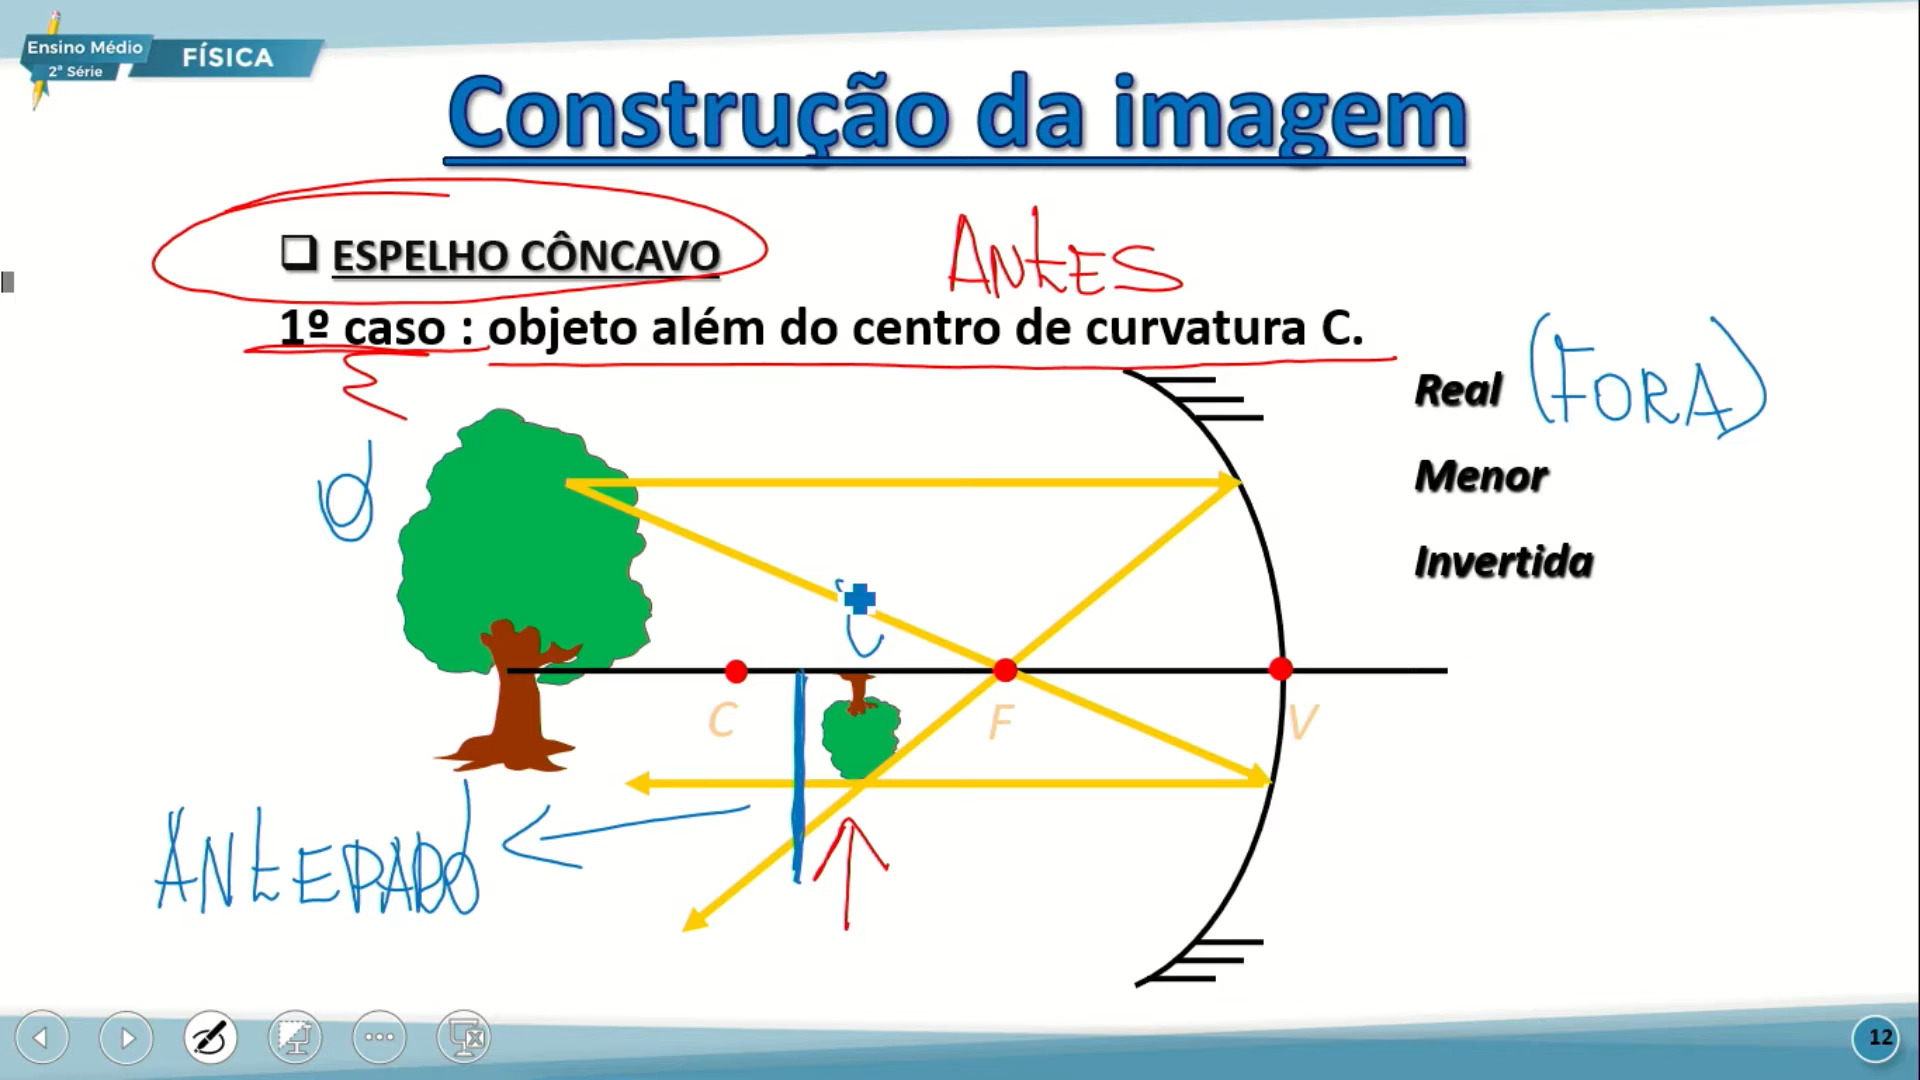 Ensino Médio
2ª Série
FÍSICA
Construção da imagem
❑ ESPELHO CÔNCAVO
ANTES
1º caso : objeto além do centro de curvatura C.
Real (FORA)
Menor
Invertida
o
i
C
F
V
ANTEPARO
12